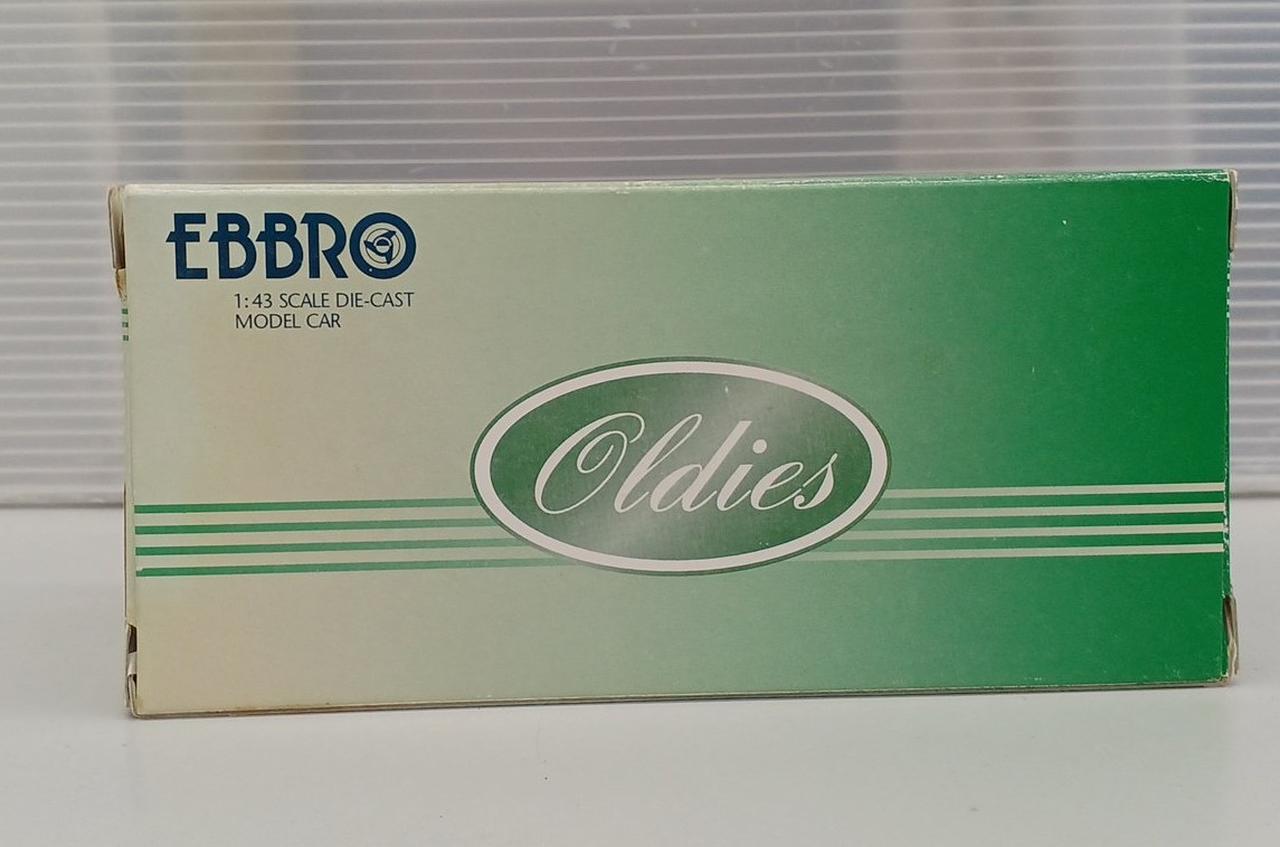 EBBRO
1:43 SCALE DIE-CAST
MODEL CAR
Oldies